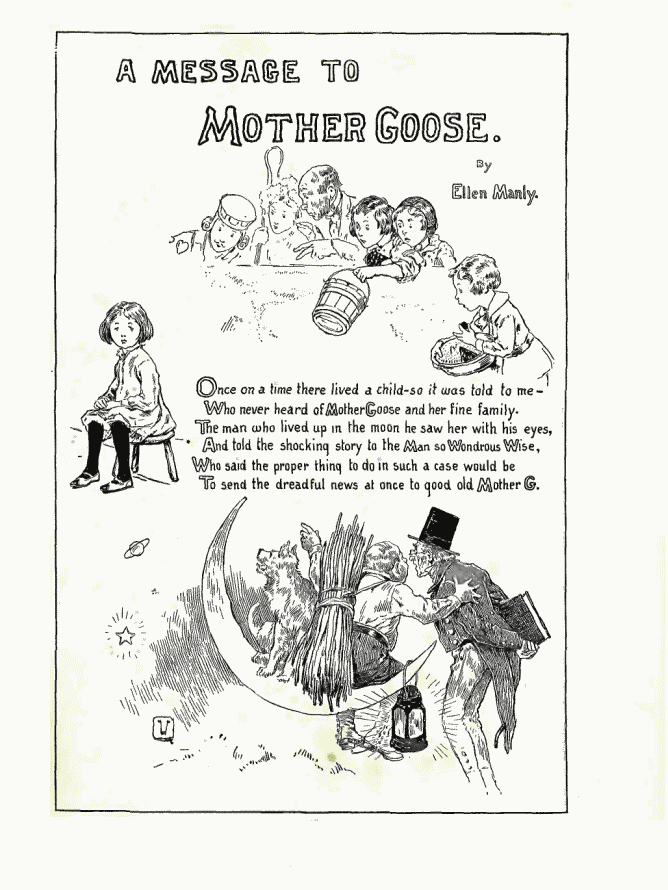 A MESSAGE TO
MOTHER GOOSE.
By
Ellen Manly.
Once on a time there lived a child-so it was told to me-
Who never heard of Mother Goose and her fine family.
The man who lived up in the moon he saw her with his eyes,
And told the shocking story to the Man so Wondrous Wise,
Who said the proper thing to do in such a case would be
To send the dreadful news at once to good old Mother G.